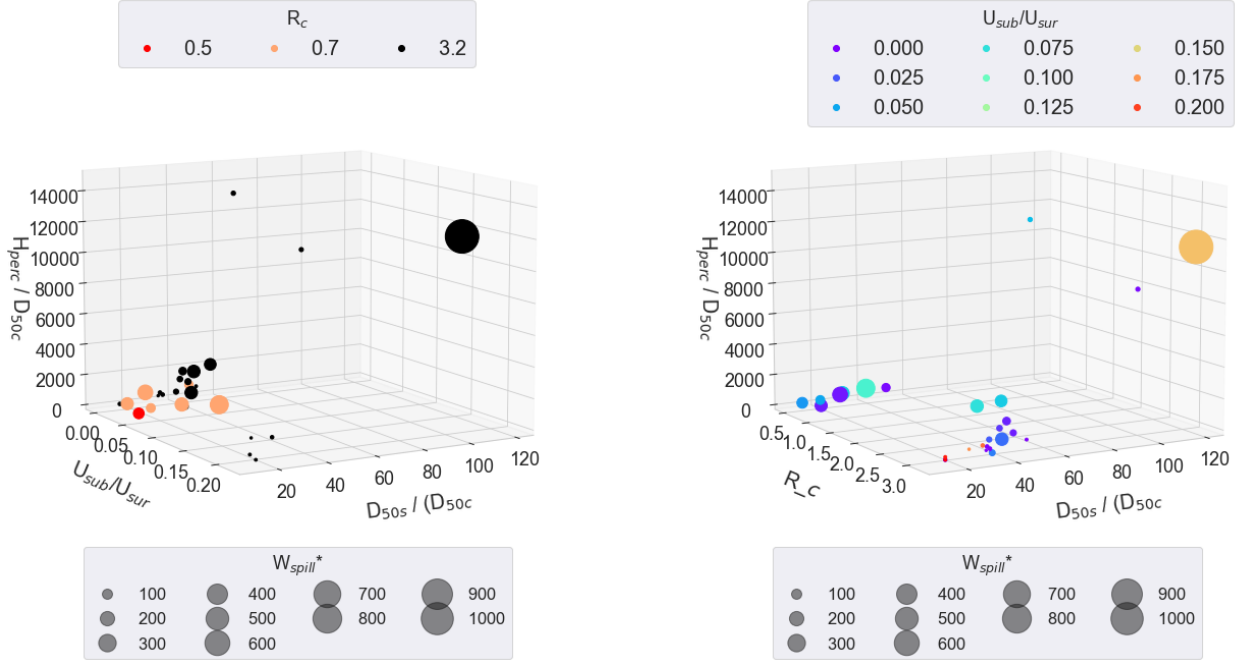 R_c
0.5 0.7 3.2
U_sub/U_sur
0.000 0.075 0.150
0.025 0.100 0.175
0.050 0.125 0.200
14000
12000
10000
8000
6000
4000
2000
0
H_perc / D_50c
0.00
0.05
0.10
0.15
0.20
U_sub/U_sur
20
40
60
80
100
120
D_50s / (D_50c
14000
12000
10000
8000
6000
4000
2000
0
H_perc / D_50c
0.5
1.0
1.5
2.0
2.5
3.0
R_c
20
40
60
80
100
120
D_50s / (D_50c
W_spill*
100 400 700 900
200 500 800 1000
300 600
W_spill*
100 400 700 900
200 500 800 1000
300 600